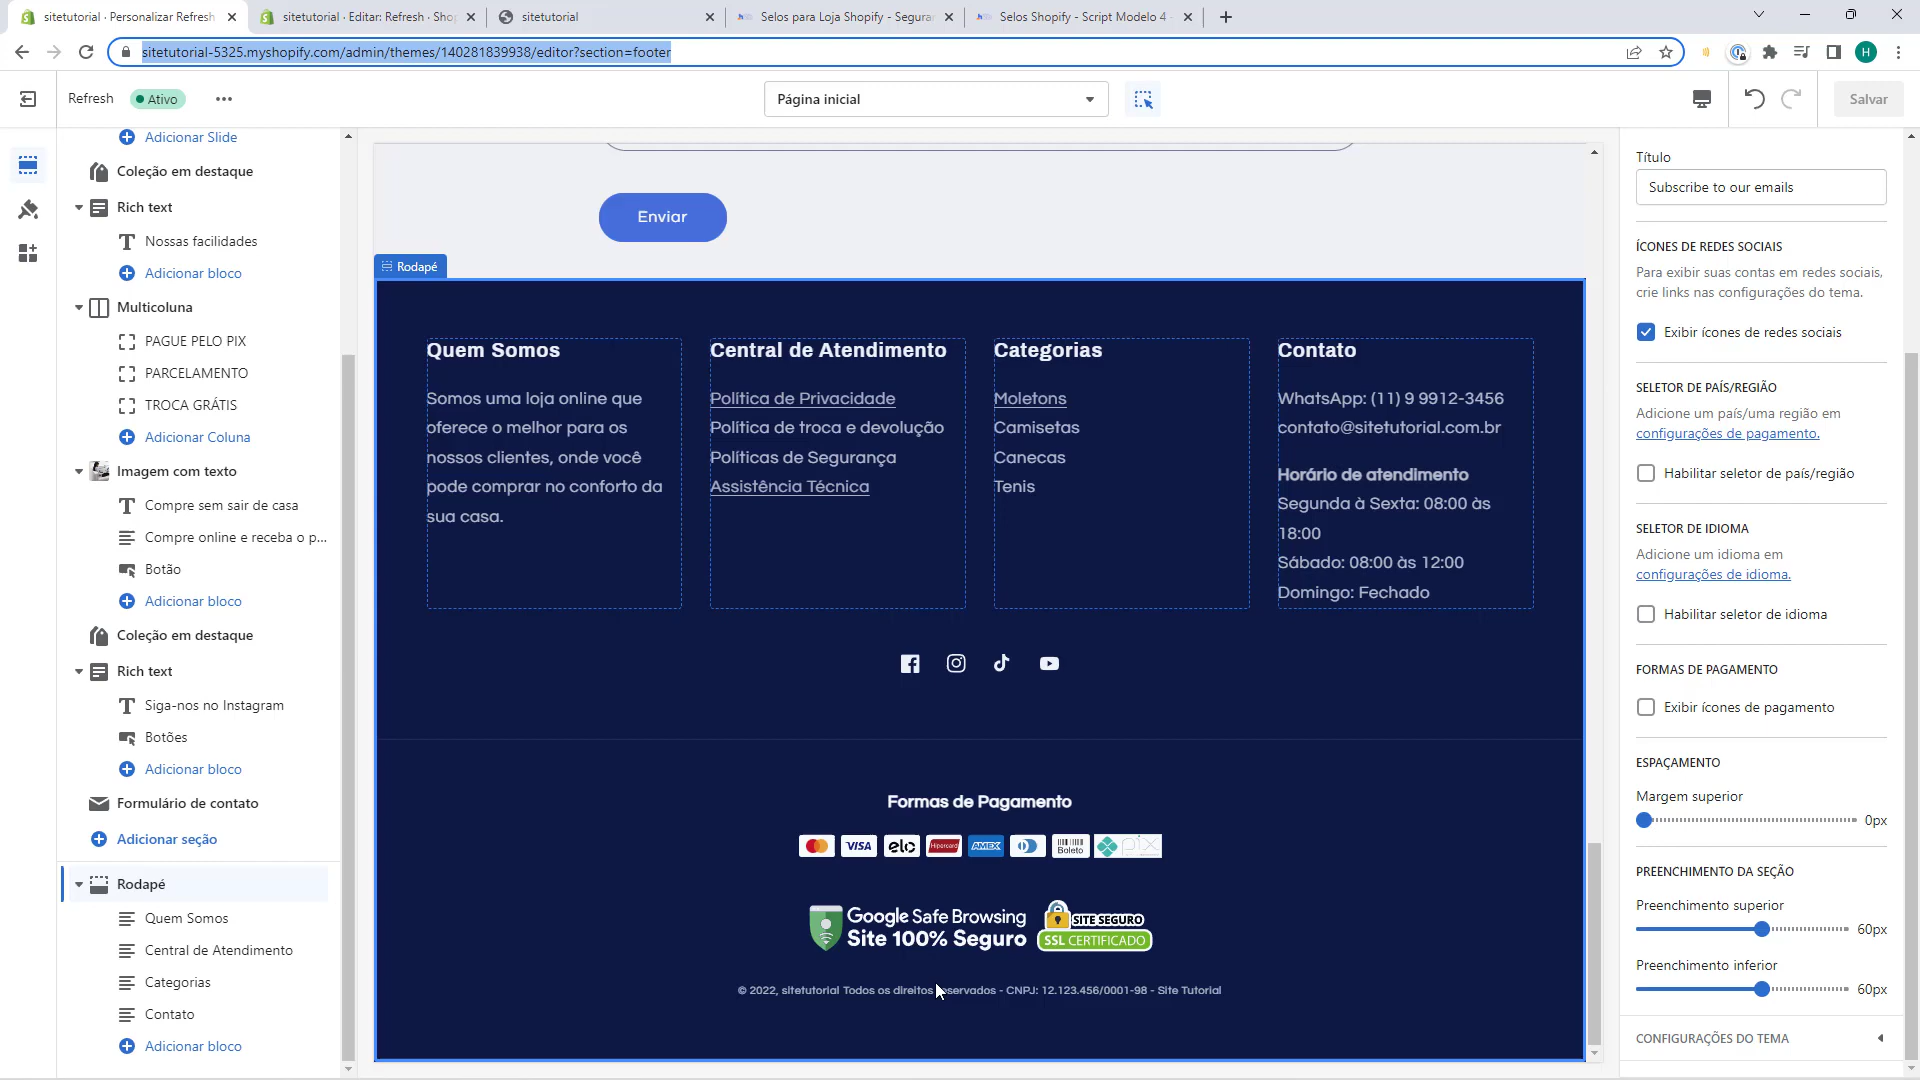 sitetutorial · Personalizar Refresh
sitetutorial · Editar: Refresh · Shop
sitetutorial
Selos para Loja Shopify - Seguran
Selos Shopify - Script Modelo 4
sitetutorial-5325.myshopify.com/admin/themes/140281839938/editor?section=footer
H
Refresh
Ativo
Página inicial
Salvar
Adicionar Slide
Coleção em destaque
Rich text
Nossas facilidades
Adicionar bloco
Multicoluna
PAGUE PELO PIX
PARCELAMENTO
TROCA GRÁTIS
Adicionar Coluna
Imagem com texto
Compre sem sair de casa
Compre online e receba o p...
Botão
Adicionar bloco
Coleção em destaque
Rich text
Siga-nos no Instagram
Botões
Adicionar bloco
Formulário de contato
Adicionar seção
Rodapé
Quem Somos
Central de Atendimento
Categorias
Contato
Adicionar bloco
Enviar
Rodapé
Quem Somos
Somos uma loja online que
oferece o melhor para os
nossos clientes, onde você
pode comprar no conforto da
sua casa.
Central de Atendimento
Política de Privacidade
Política de troca e devolução
Políticas de Segurança
Assistência Técnica
Categorias
Moletons
Camisetas
Canecas
Tenis
Contato
WhatsApp: (11) 9 9912-3456
contato@sitetutorial.com.br
Horário de atendimento
Segunda à Sexta: 08:00 às
18:00
Sábado: 08:00 às 12:00
Domingo: Fechado
Formas de Pagamento
VISA
elo
Hipercard
AMEX
Boleto
pix
Google Safe Browsing
Site 100% Seguro
SITE SEGURO
SSL CERTIFICADO
© 2022, sitetutorial Todos os direitos reservados - CNPJ: 12.123.456/0001-98 - Site Tutorial
Título
Subscribe to our emails
ÍCONES DE REDES SOCIAIS
Para exibir suas contas em redes sociais,
crie links nas configurações do tema.
Exibir ícones de redes sociais
SELETOR DE PAÍS/REGIÃO
Adicione um país/uma região em
configurações de pagamento.
Habilitar seletor de país/região
SELETOR DE IDIOMA
Adicione um idioma em
configurações de idioma.
Habilitar seletor de idioma
FORMAS DE PAGAMENTO
Exibir ícones de pagamento
ESPAÇAMENTO
Margem superior
0px
PREENCHIMENTO DA SEÇÃO
Preenchimento superior
60px
Preenchimento inferior
60px
CONFIGURAÇÕES DO TEMA